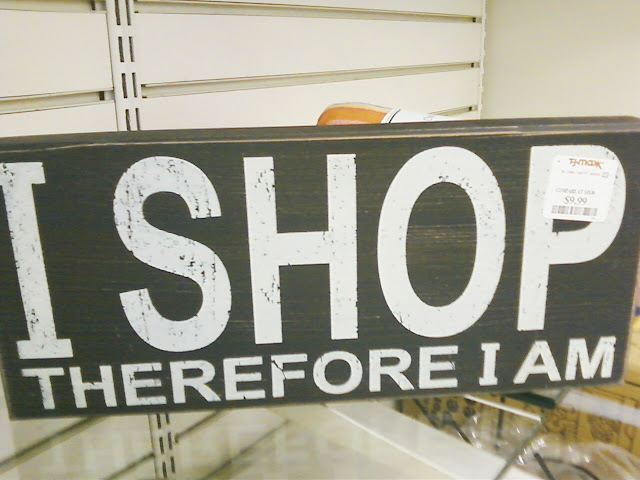 I SHOP
THEREFORE I AM
T.J.maxx
$9.99